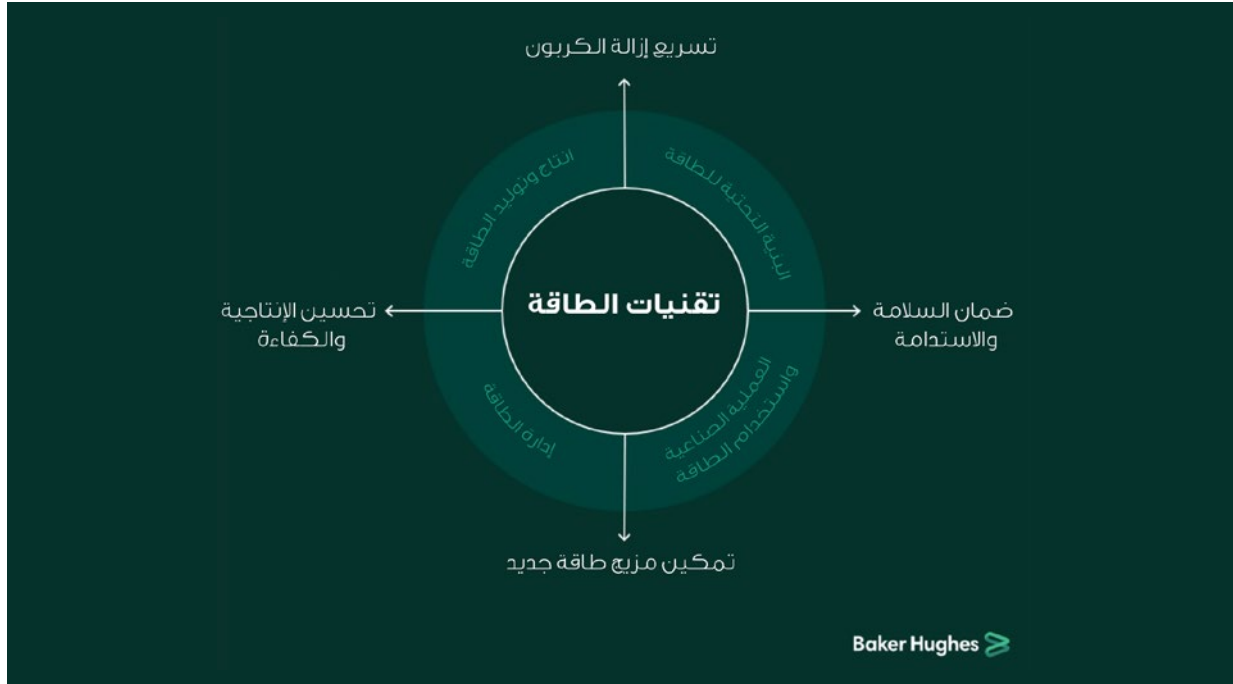 تسريع إزالة الكربون
البنية التحتية للطاقة
انتاج وتوليد الطاقة
تقنيات الطاقة
ضمان السلامة
والاستدامة
تحسين الإنتاجية
والكفاءة
العملية الصناعية
واستخدام الطاقة
إدارة الطاقة
تمكين مزيج طاقة جديد
Baker Hughes